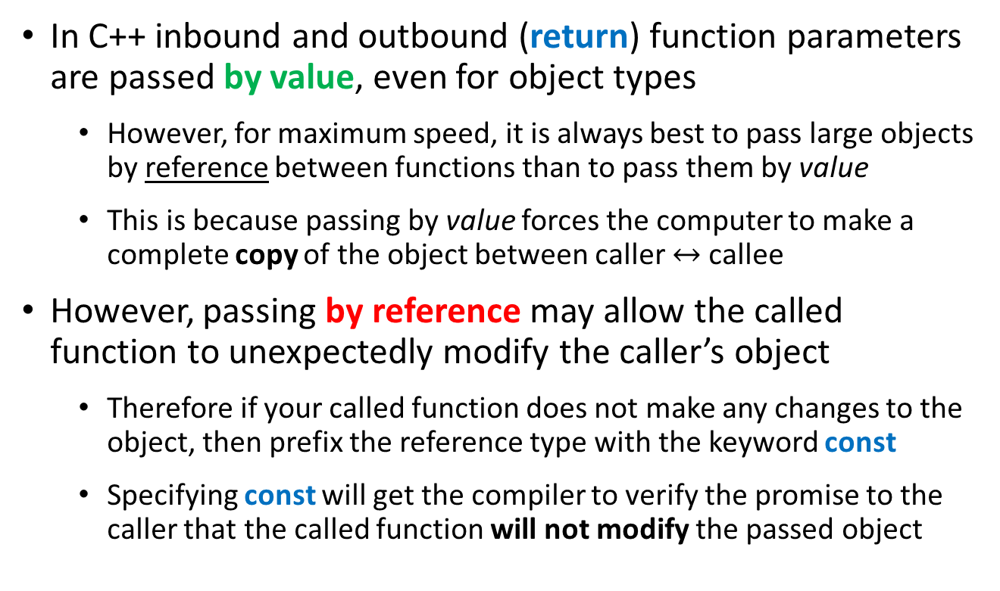 • In C++ inbound and outbound (return) function parameters
are passed by value, even for object types
• However, for maximum speed, it is always best to pass large objects
by reference between functions than to pass them by value
• This is because passing by value forces the computer to make a
complete copy of the object between caller ↔ callee
• However, passing by reference may allow the called
function to unexpectedly modify the caller’s object
• Therefore if your called function does not make any changes to the
object, then prefix the reference type with the keyword const
• Specifying const will get the compiler to verify the promise to the
caller that the called function will not modify the passed object